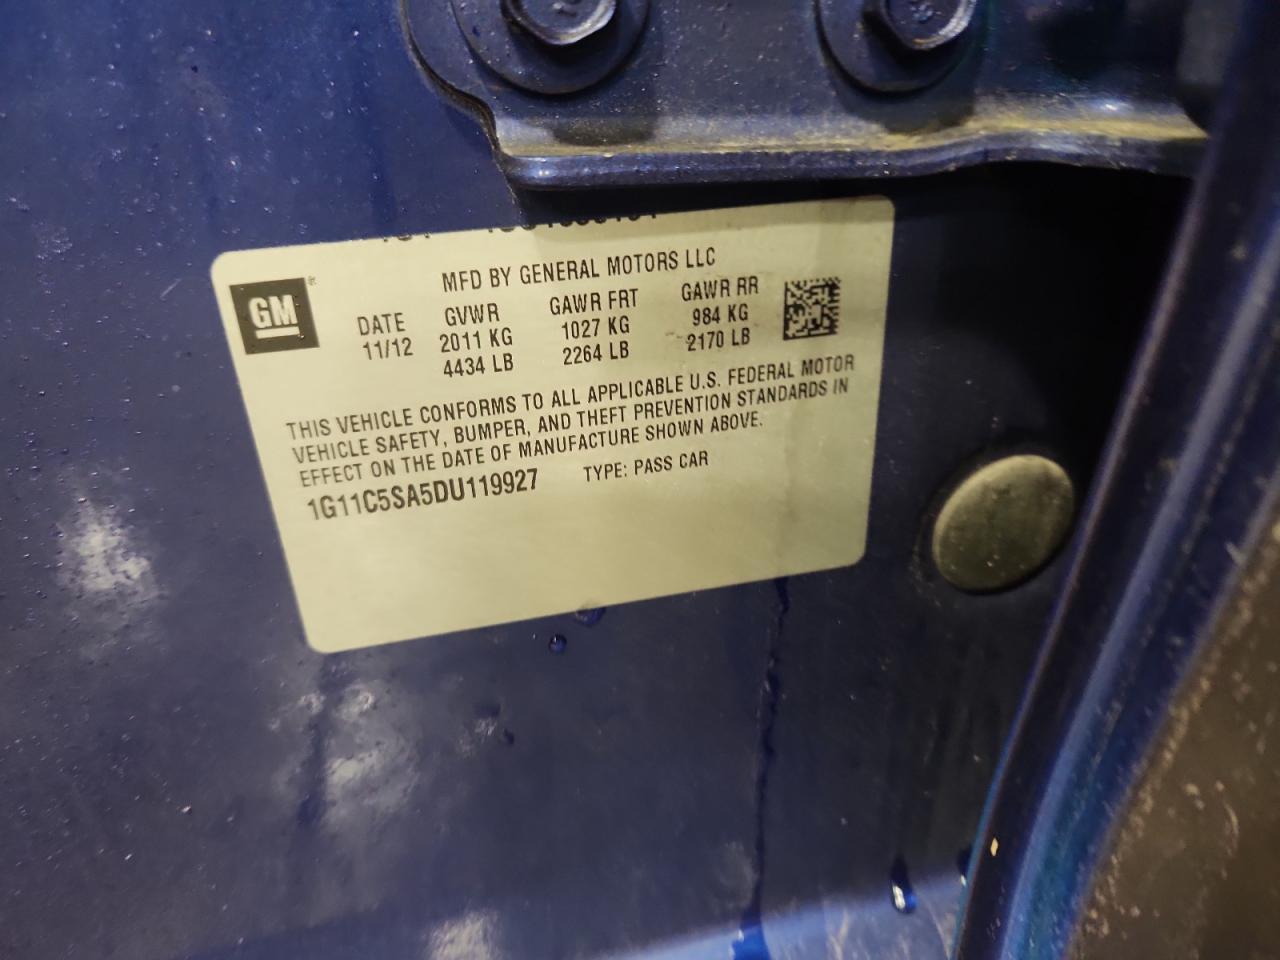 MFD BY GENERAL MOTORS LLC
GM
DATE GVWR GAWR FRT GAWR RR
11/12 2011 KG 1027 KG 984 KG
4434 LB 2264 LB 2170 LB
THIS VEHICLE CONFORMS TO ALL APPLICABLE U.S. FEDERAL MOTOR
VEHICLE SAFETY, BUMPER, AND THEFT PREVENTION STANDARDS IN
EFFECT ON THE DATE OF MANUFACTURE SHOWN ABOVE.
1G11C5SA5DU119927 TYPE: PASS CAR